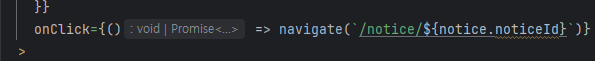 }}
onClick={() : void | Promise<...> => navigate(`/notice/${notice.noticeId}`)}
>